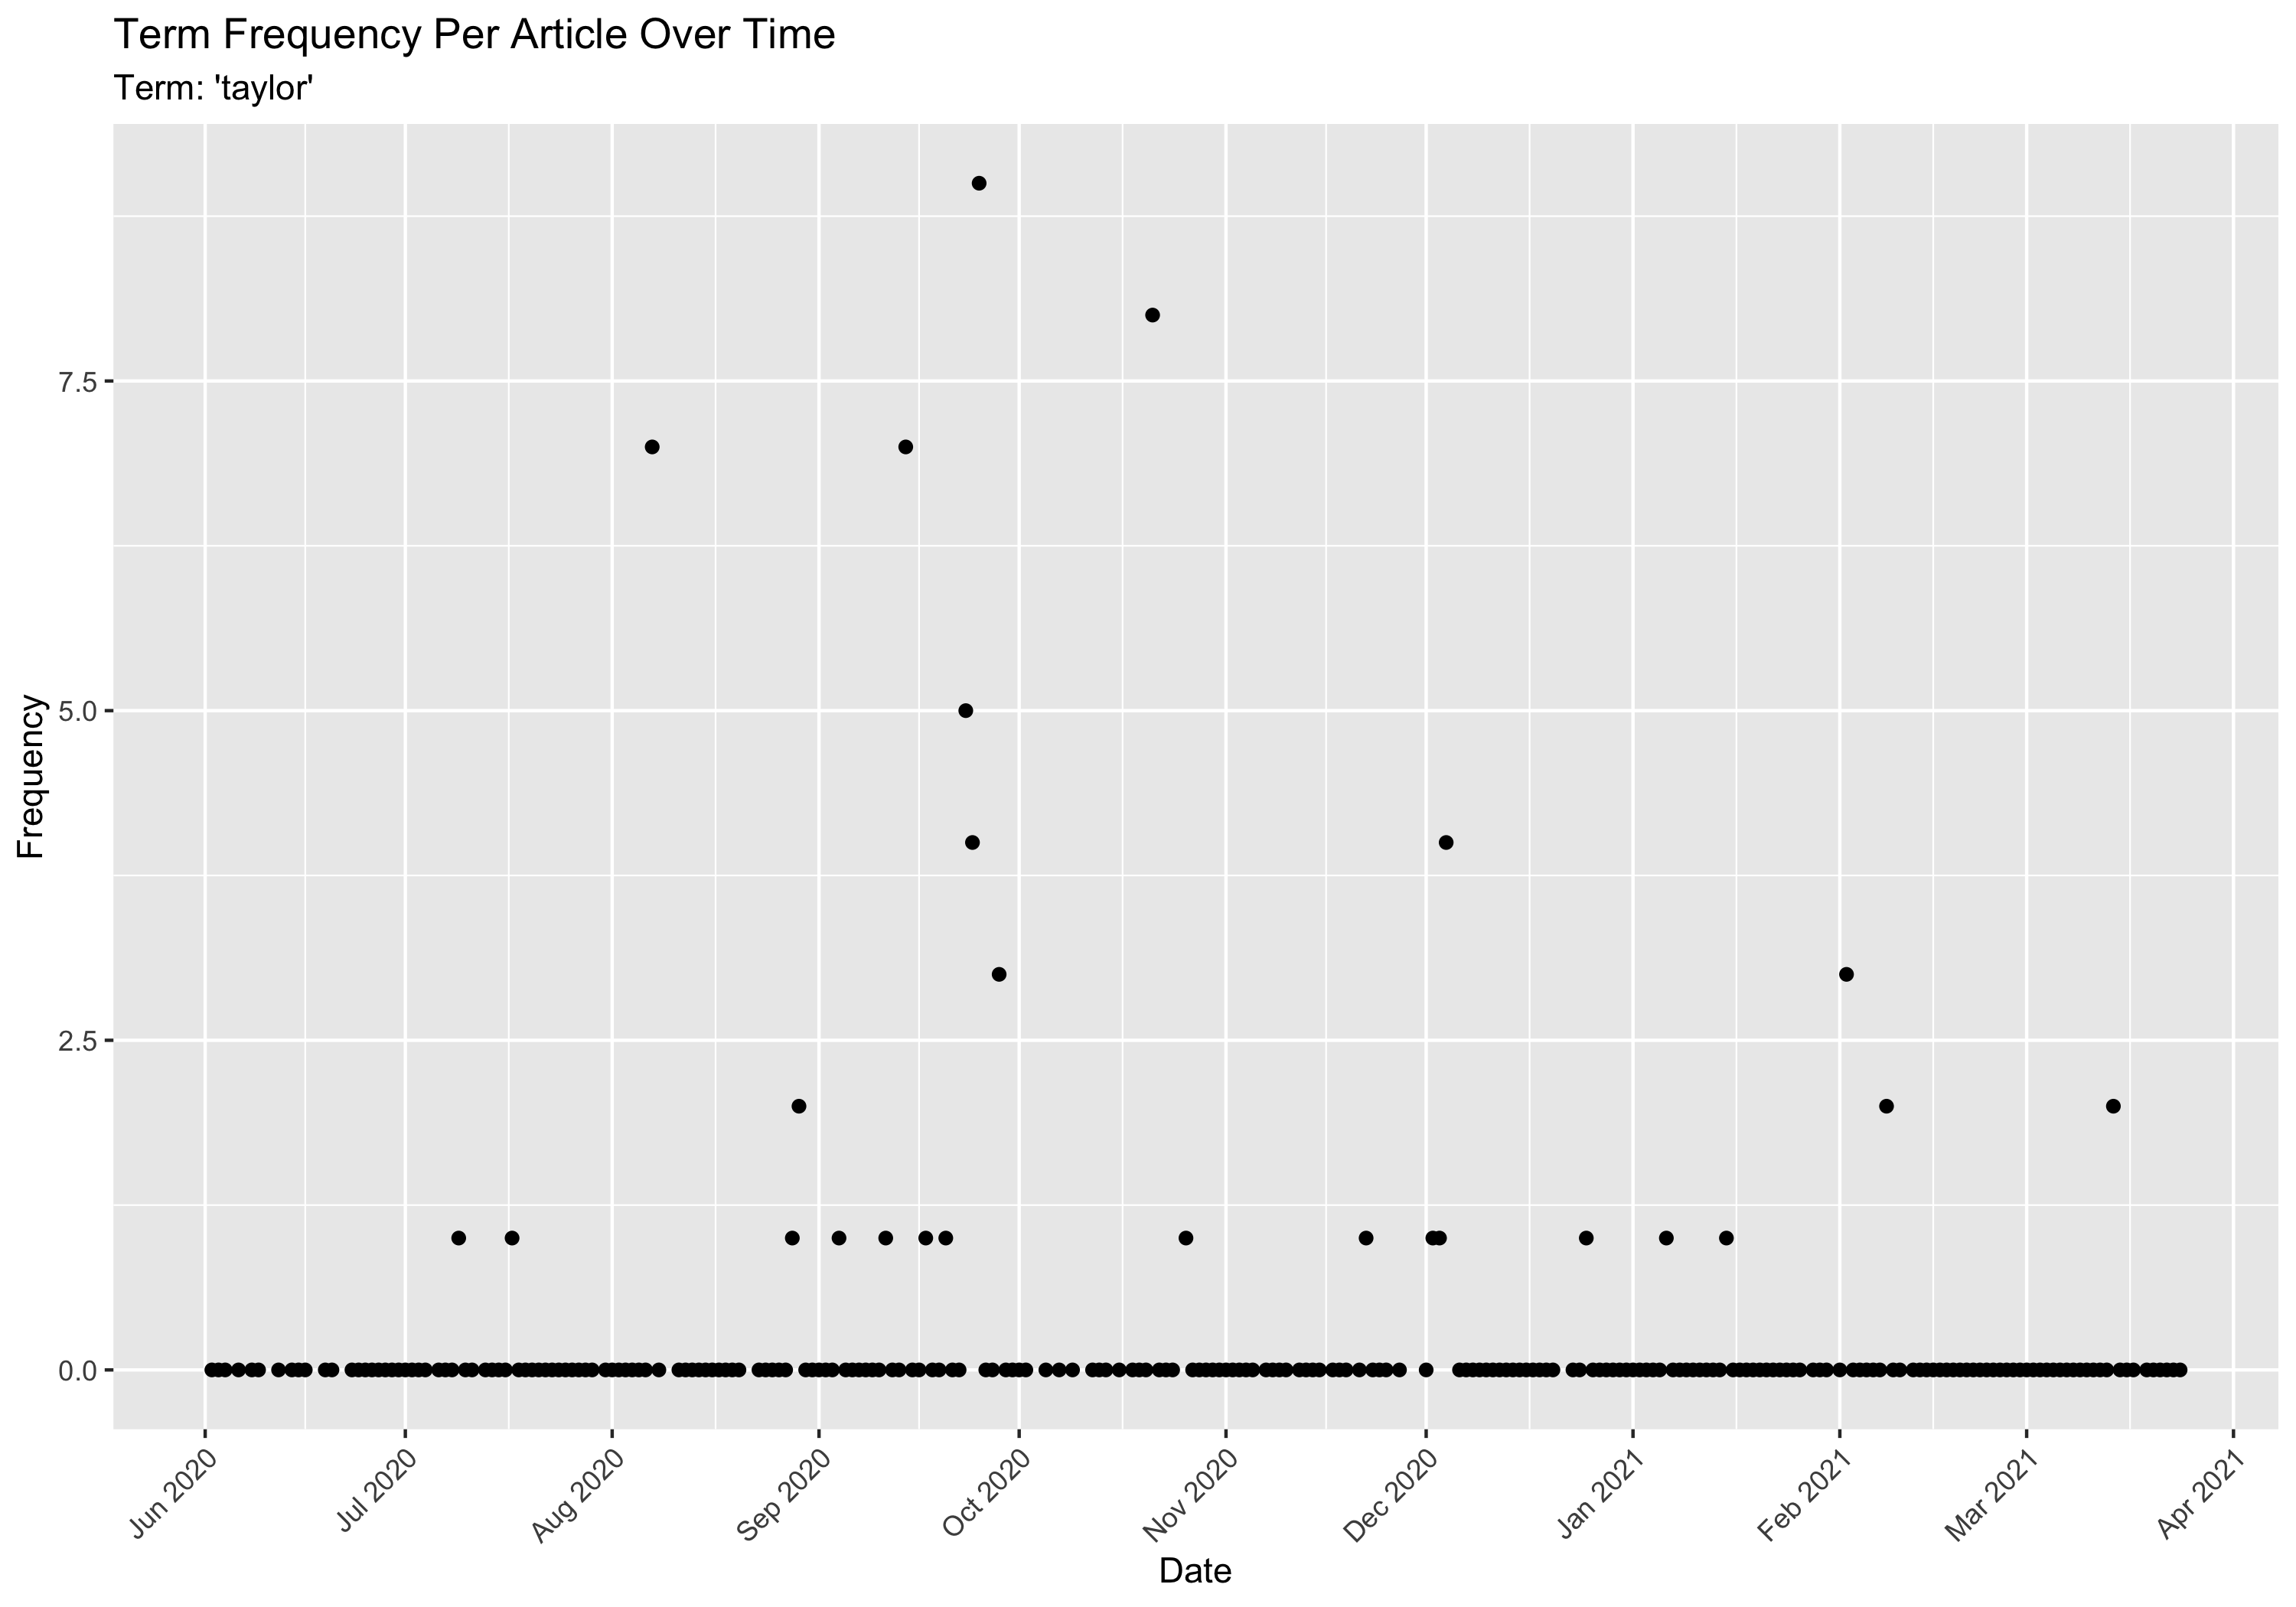 Term Frequency Per Article Over Time
Term: 'taylor'
Frequency
7.5
5.0
2.5
0.0
Jun 2020
Jul 2020
Aug 2020
Sep 2020
Oct 2020
Nov 2020
Dec 2020
Jan 2021
Feb 2021
Mar 2021
Apr 2021
Date